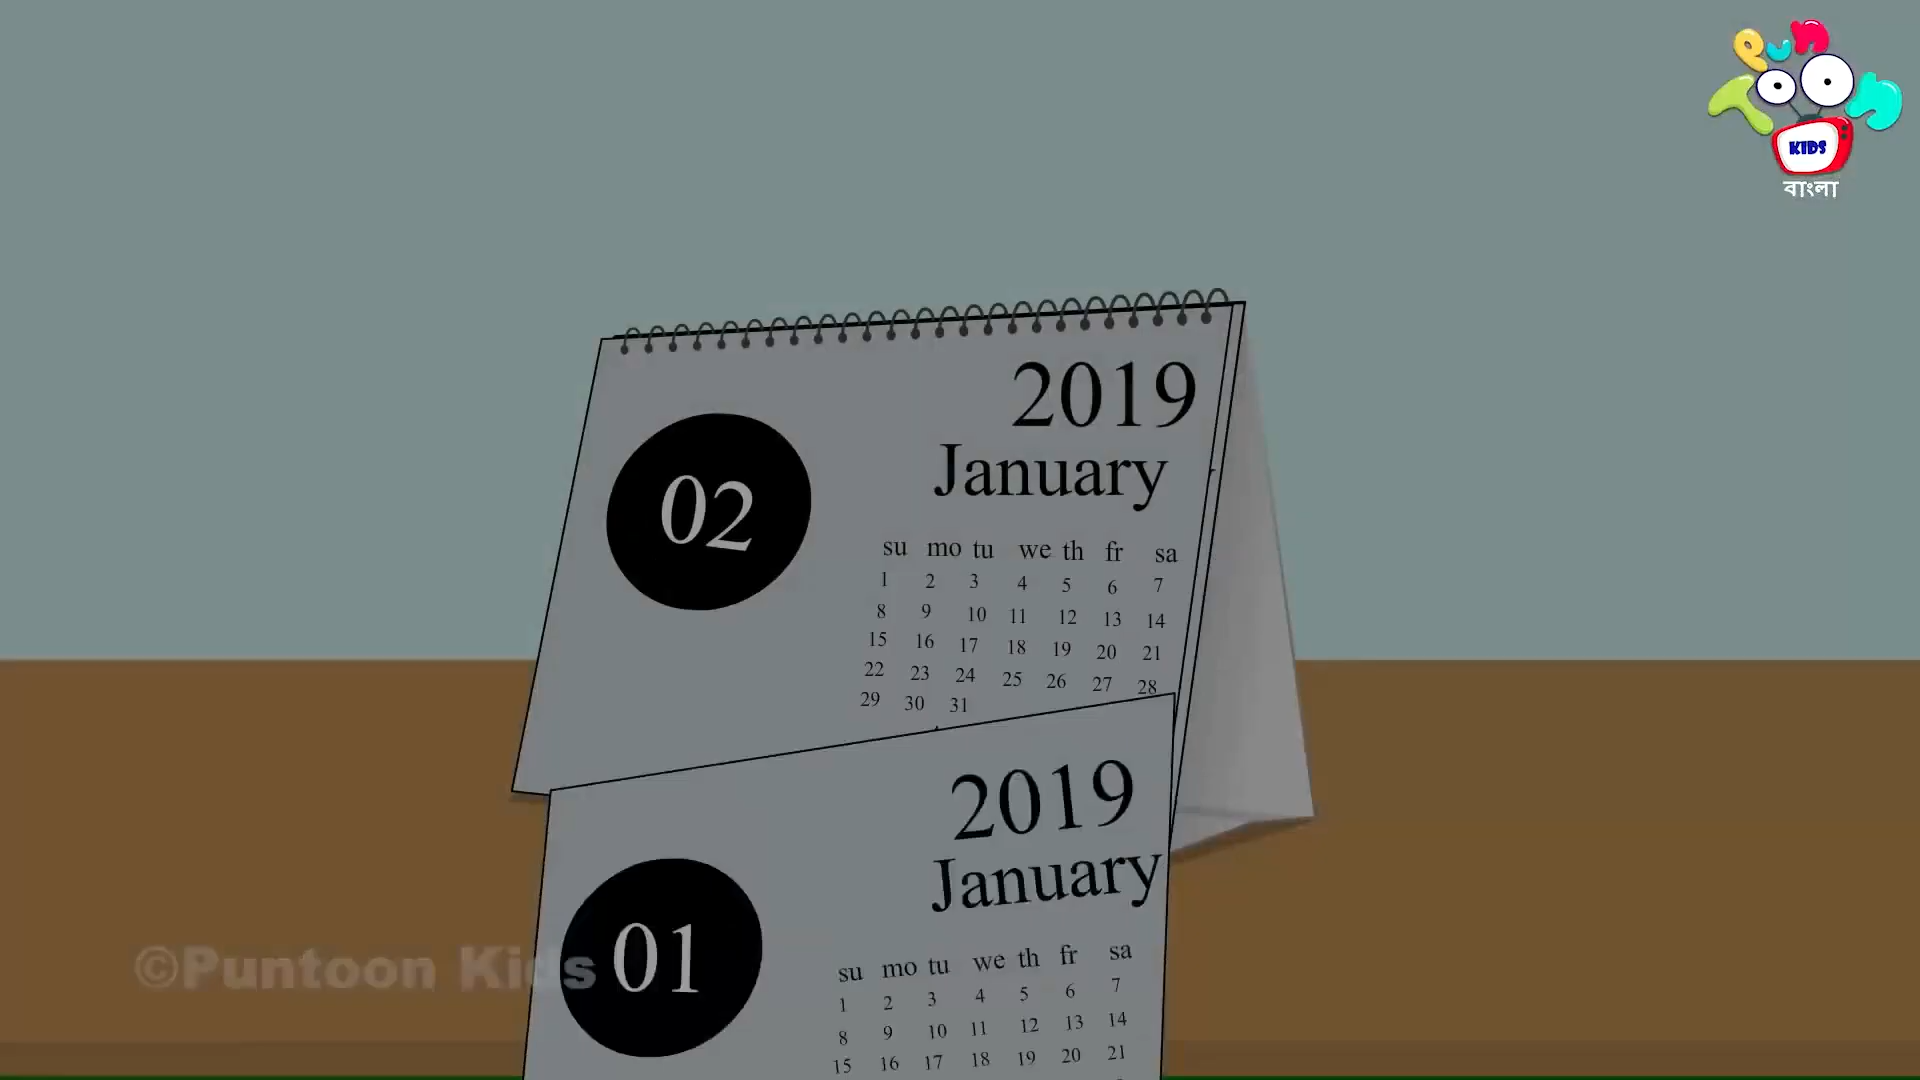 Pun
Toon
KIDS
বাংলা
2019
January
02
su mo tu we th fr sa
1 2 3 4 5 6 7
8 9 10 11 12 13 14
15 16 17 18 19 20 21
22 23 24 25 26 27 28
29 30 31
2019
January
01
su mo tu we th fr sa
1 2 3 4 5 6 7
8 9 10 11 12 13 14
15 16 17 18 19 20 21
©Puntoon Kids